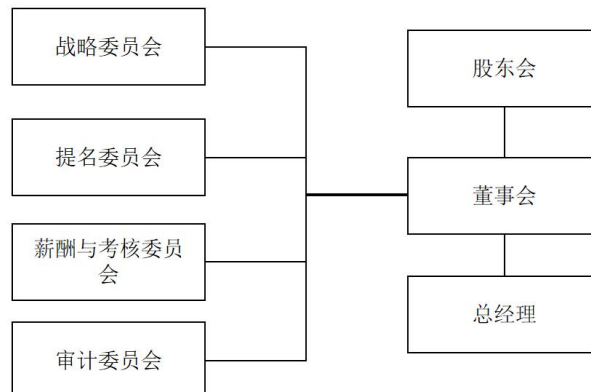 战略委员会
提名委员会
薪酬与考核委员
会
审计委员会
股东会
董事会
总经理